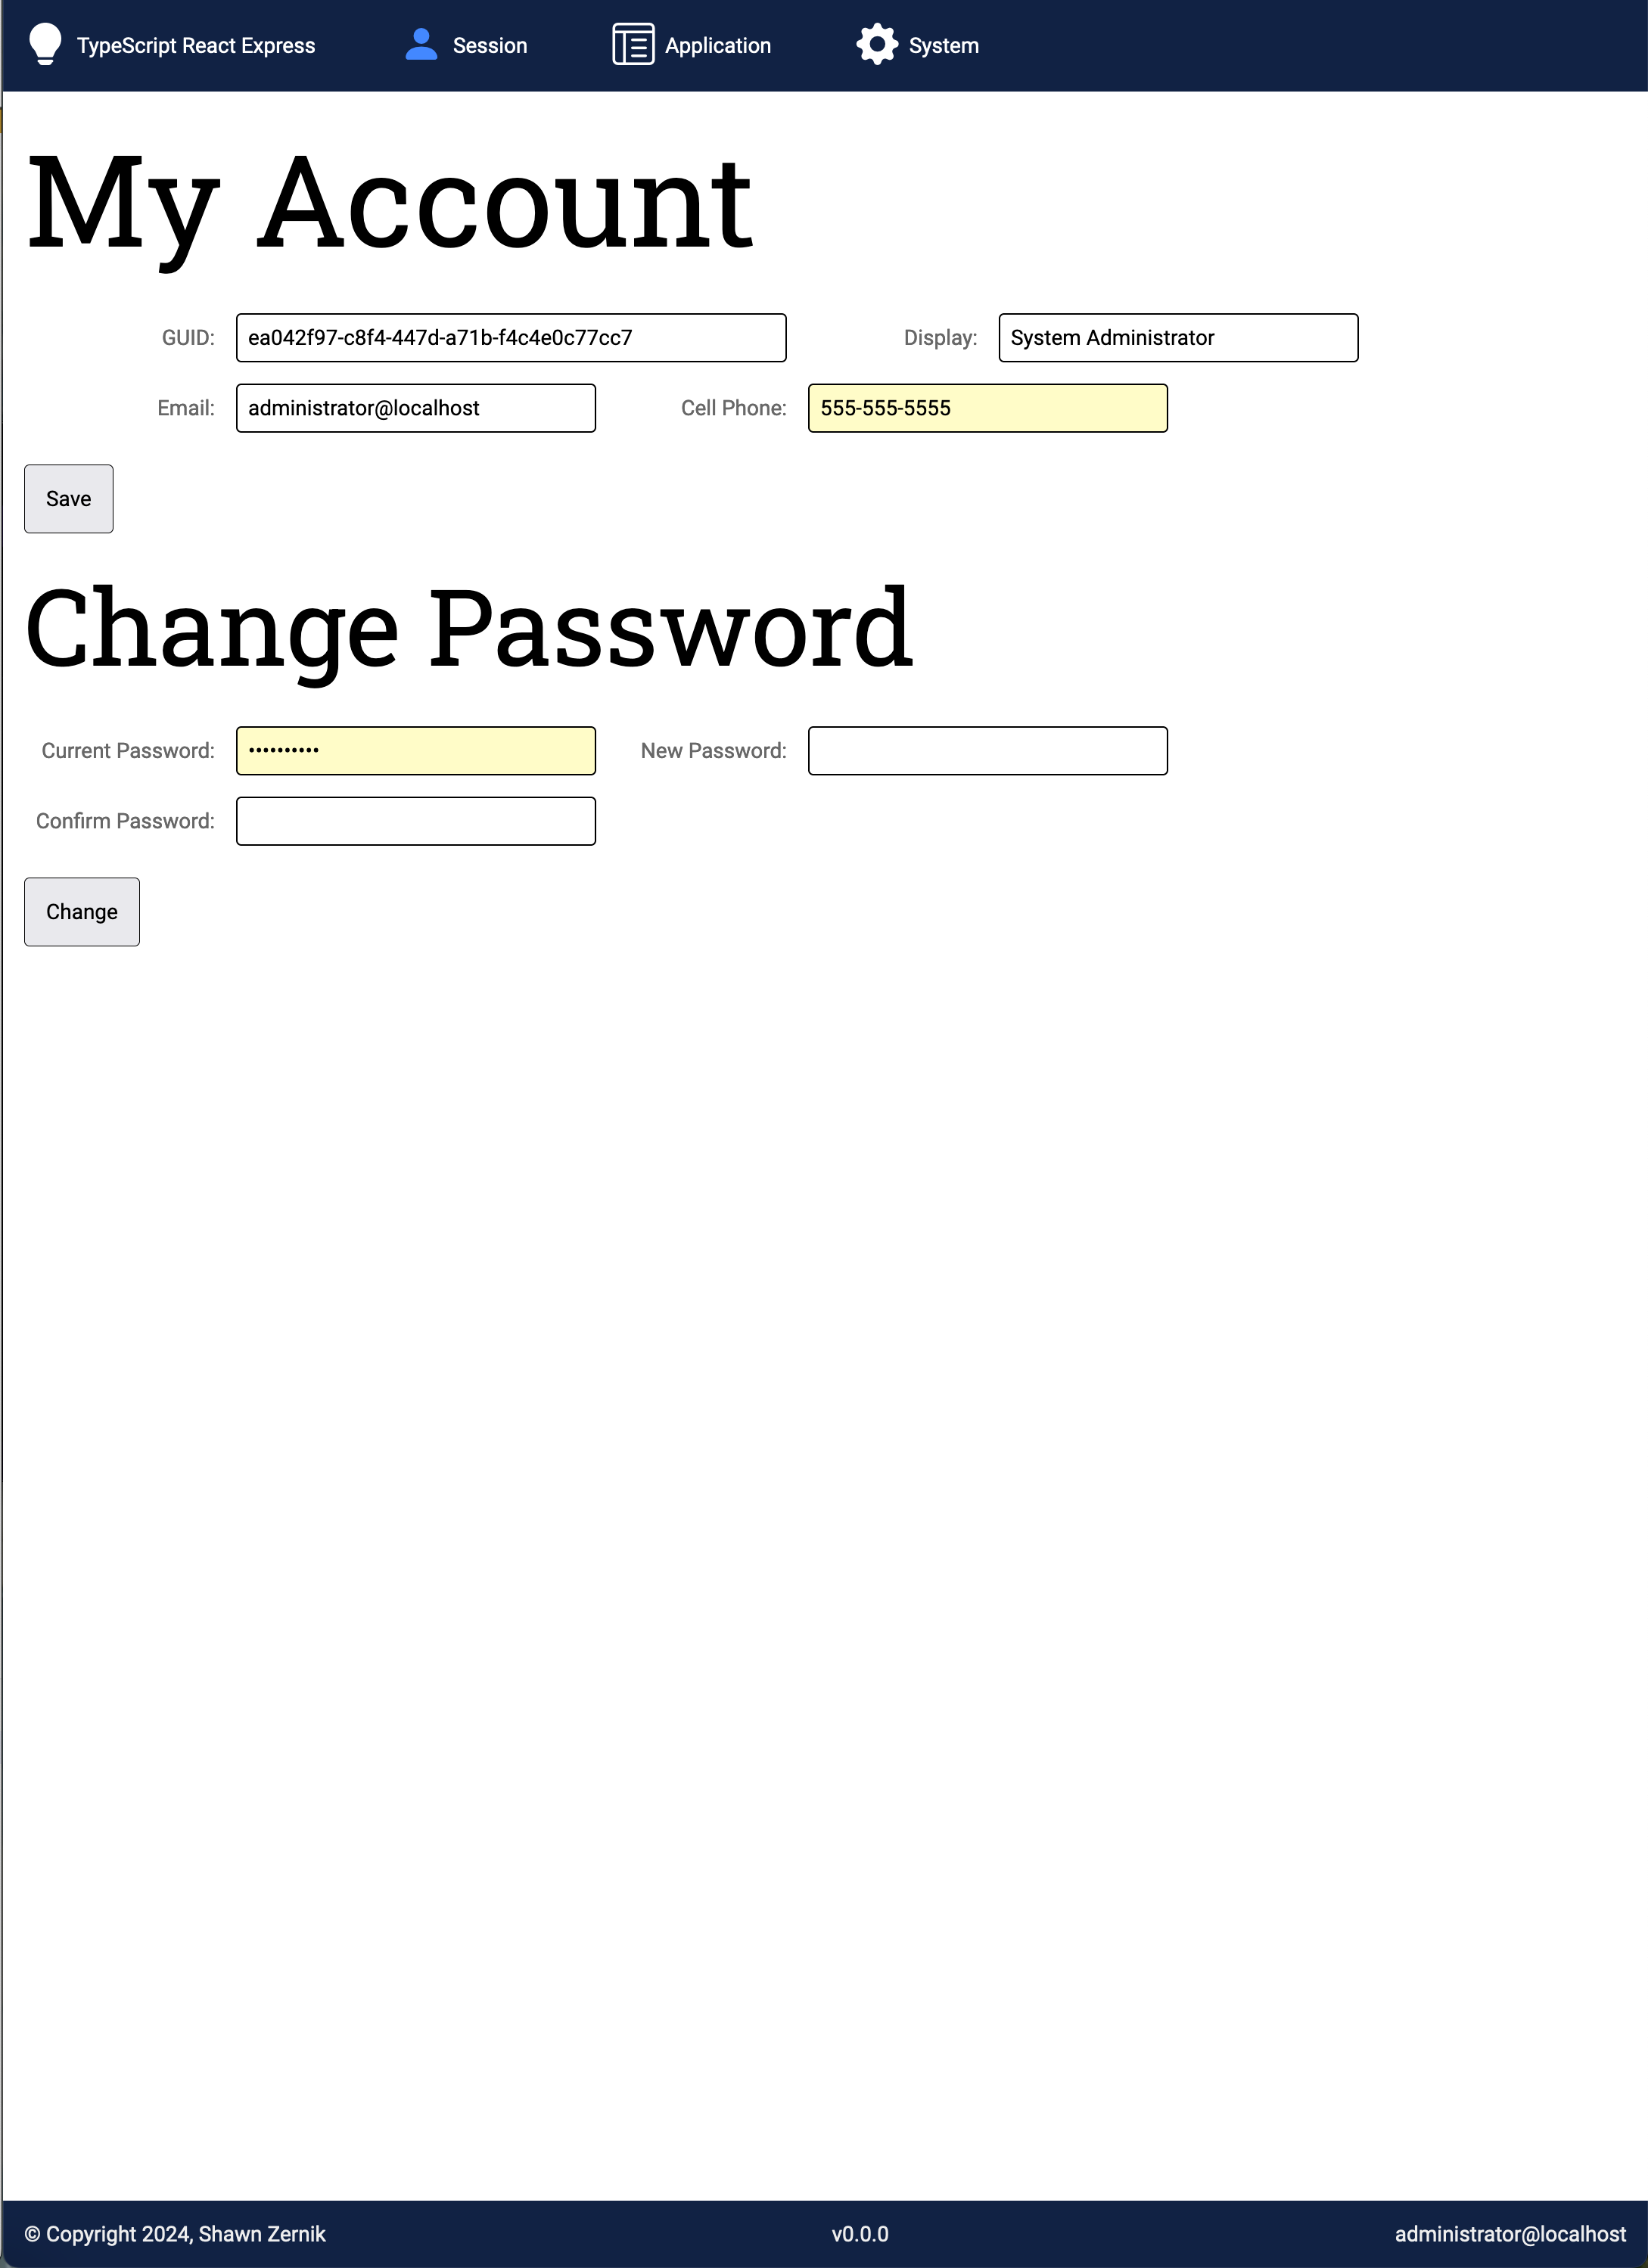 TypeScript React Express Session Application System
My Account
GUID: ea042f97-c8f4-447d-a71b-f4c4e0c77cc7 Display: System Administrator
Email: administrator@localhost Cell Phone: 555-555-5555
Save
Change Password
Current Password: •••••••••• New Password:
Confirm Password:
Change
© Copyright 2024, Shawn Zernik v0.0.0 administrator@localhost